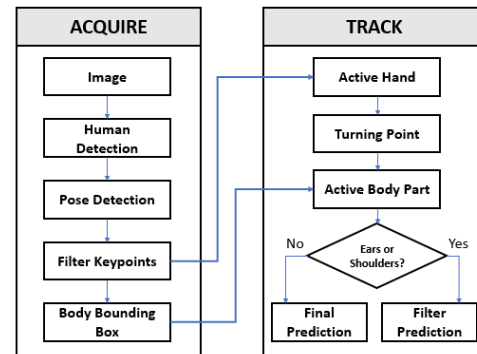 ACQUIRE
Image
Human
Detection
Pose Detection
Filter Keypoints
Body Bounding
Box
TRACK
Active Hand
Turning Point
Active Body Part
Ears or
Shoulders?
No
Yes
Final
Prediction
Filter
Prediction